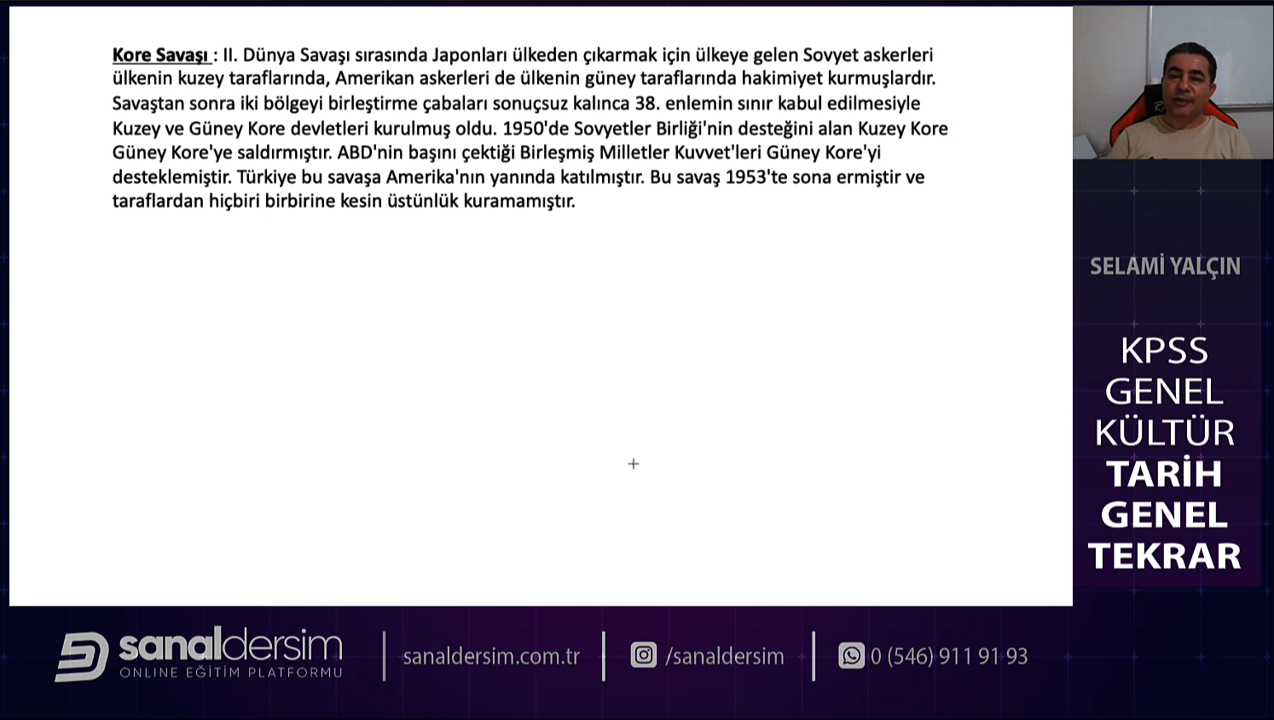 Kore Savaşı : II. Dünya Savaşı sırasında Japonları ülkeden çıkarmak için ülkeye gelen Sovyet askerleri
ülkenin kuzey taraflarında, Amerikan askerleri de ülkenin güney taraflarında hakimiyet kurmuşlardır.
Savaştan sonra iki bölgeyi birleştirme çabaları sonuçsuz kalınca 38. enlemin sınır kabul edilmesiyle
Kuzey ve Güney Kore devletleri kurulmuş oldu. 1950'de Sovyetler Birliği'nin desteğini alan Kuzey Kore
Güney Kore'ye saldırmıştır. ABD'nin başını çektiği Birleşmiş Milletler Kuvvet'leri Güney Kore'yi
desteklemiştir. Türkiye bu savaşa Amerika'nın yanında katılmıştır. Bu savaş 1953'te sona ermiştir ve
taraflardan hiçbiri birbirine kesin üstünlük kuramamıştır.
SELAMİ YALÇIN
KPSS
GENEL
KÜLTÜR
TARİH
GENEL
TEKRAR
sanaldersim
ONLINE EĞİTİM PLATFORMU
sanaldersim.com.tr
/sanaldersim
0 (546) 911 91 93